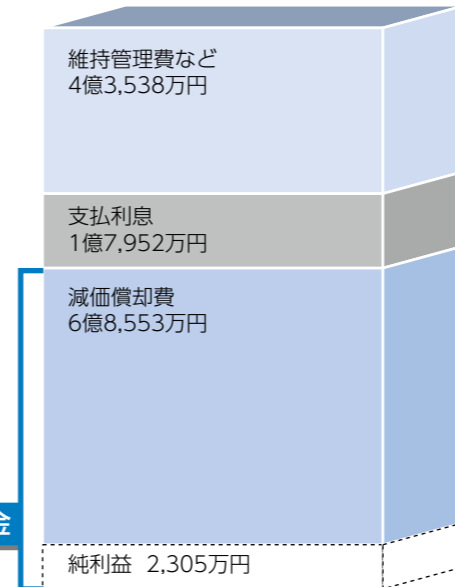 維持管理費など
4億3,538万円
支払利息
1億7,952万円
減価償却費
6億8,553万円
金
純利益 2,305万円